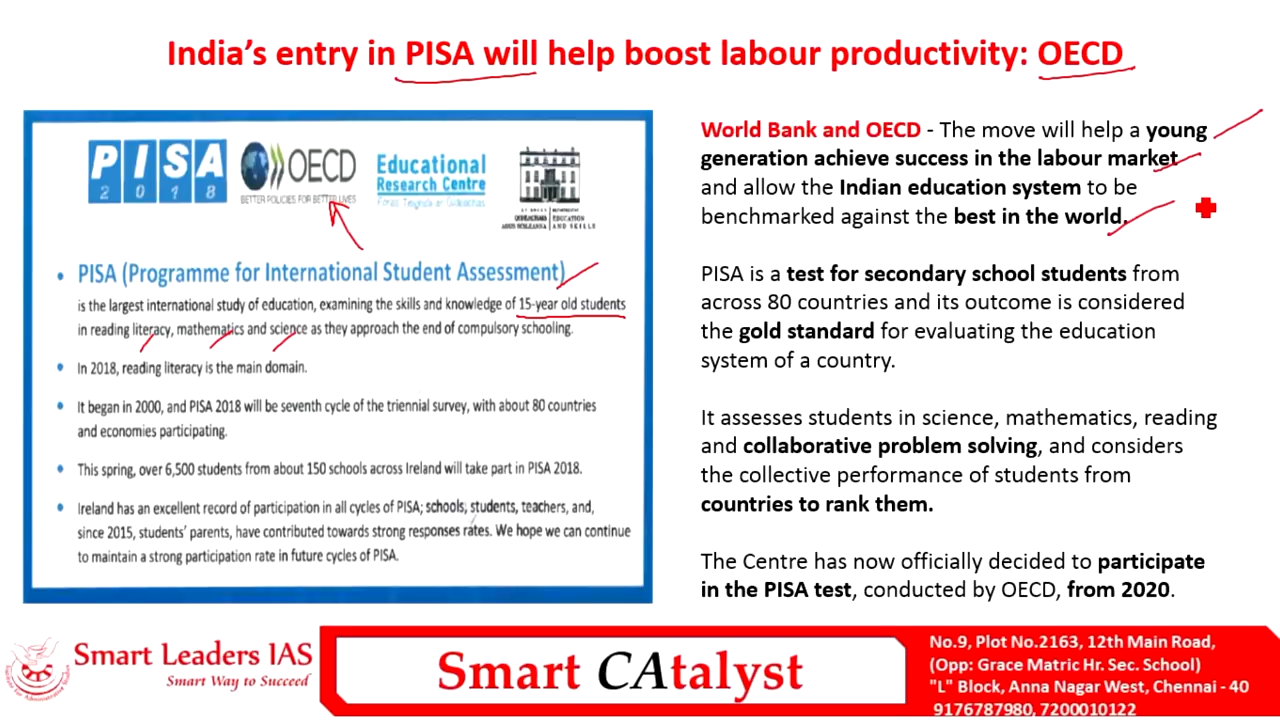 India's entry in PISA will help boost labour productivity: OECD
PISA
2018
OECD
BETTER POLICIES FOR BETTER LIVES
Educational
Research Centre
EDUCATION
AND SKILLS
• PISA (Programme for International Student Assessment)
is the largest international study of education, examining the skills and knowledge of 15-year old students
in reading literacy, mathematics and science as they approach the end of compulsory schooling.
• In 2018, reading literacy is the main domain.
• It began in 2000, and PISA 2018 will be seventh cycle of the triennial survey, with about 80 countries
and economies participating.
• This spring, over 6,500 students from about 150 schools across Ireland will take part in PISA 2018.
• Ireland has an excellent record of participation in all cycles of PISA; schools, students, teachers, and,
since 2015, students' parents, have contributed towards strong responses rates. We hope we can continue
to maintain a strong participation rate in future cycles of PISA.
World Bank and OECD - The move will help a young
generation achieve success in the labour market
and allow the Indian education system to be
benchmarked against the best in the world.
PISA is a test for secondary school students from
across 80 countries and its outcome is considered
the gold standard for evaluating the education
system of a country.
It assesses students in science, mathematics, reading
and collaborative problem solving, and considers
the collective performance of students from
countries to rank them.
The Centre has now officially decided to participate
in the PISA test, conducted by OECD, from 2020.
Smart Leaders IAS
Smart Way to Succeed
Smart CAtalyst
No.9, Plot No.2163, 12th Main Road,
(Opp: Grace Matric Hr. Sec. School)
"L" Block, Anna Nagar West, Chennai - 40
9176787980, 7200010122